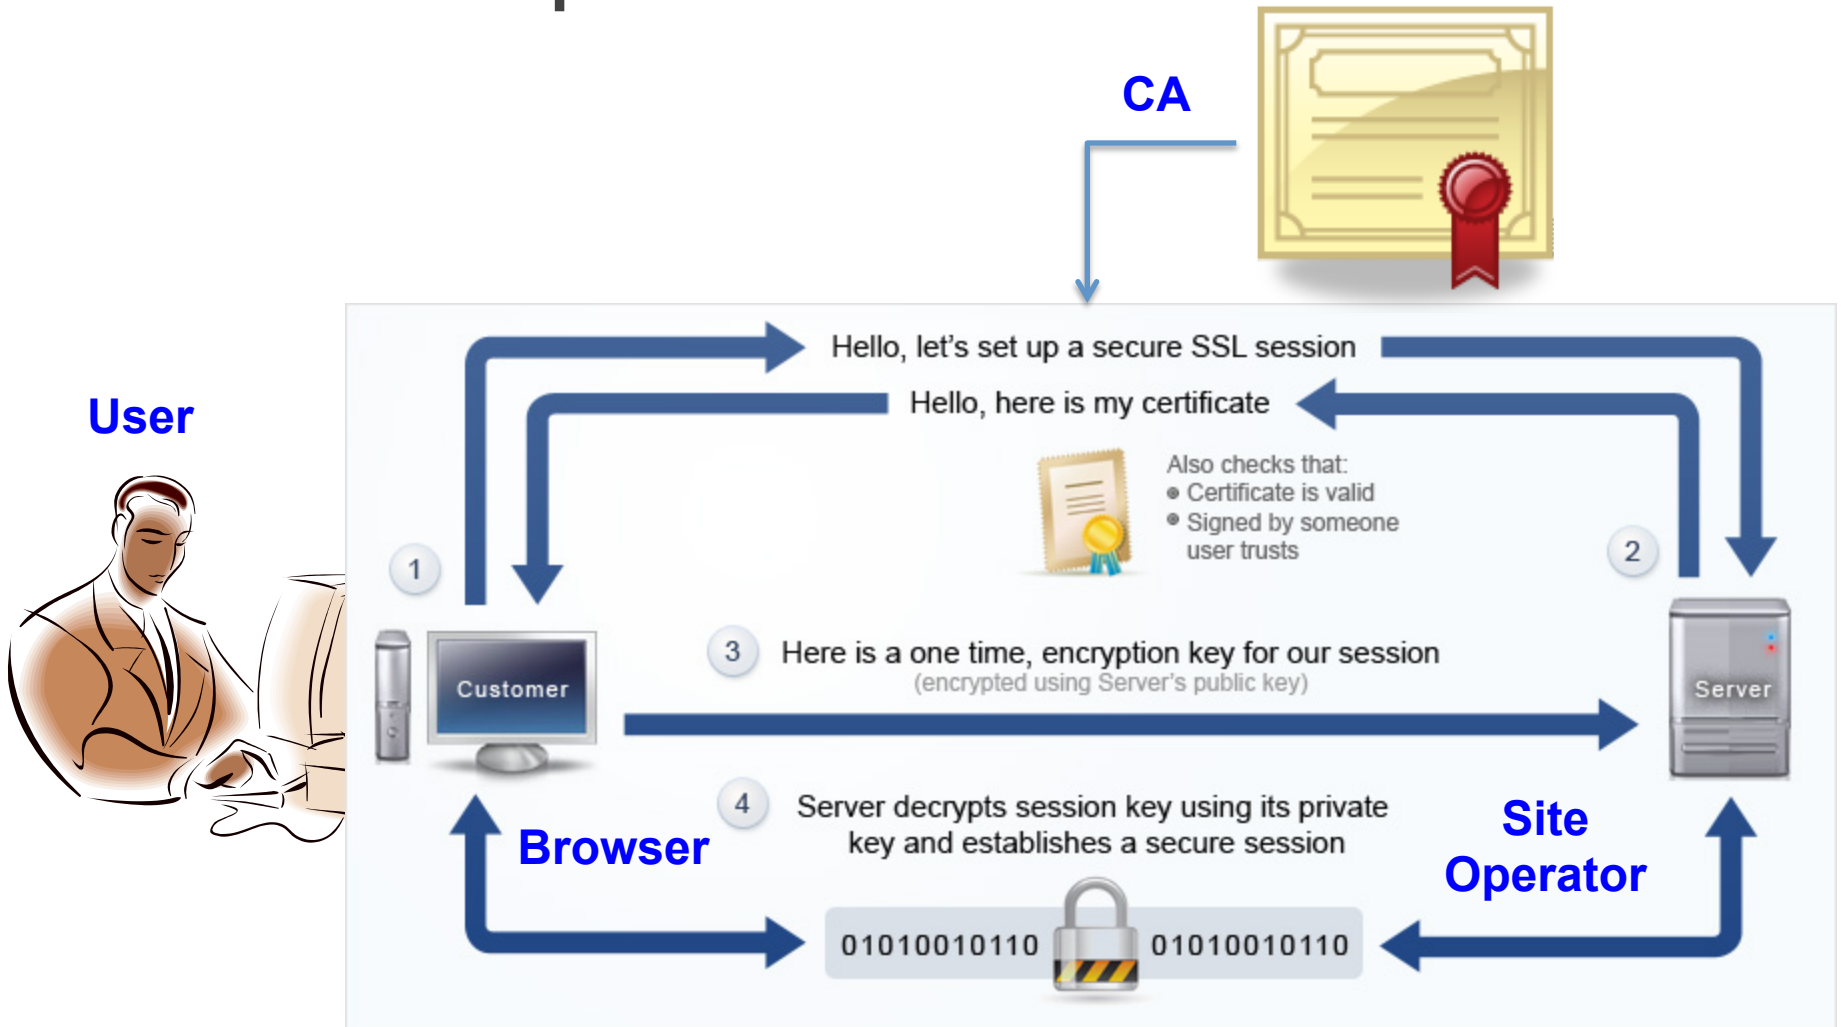 CA
Hello, let's set up a secure SSL session
Hello, here is my certificate
User
Also checks that:
Certificate is valid
Signed by someone
user trusts
1
2
3
Here is a one time, encryption key for our session
(encrypted using Server's public key)
Customer
Server
4
Server decrypts session key using its private
key and establishes a secure session
Browser
Site
Operator
01010010110
01010010110